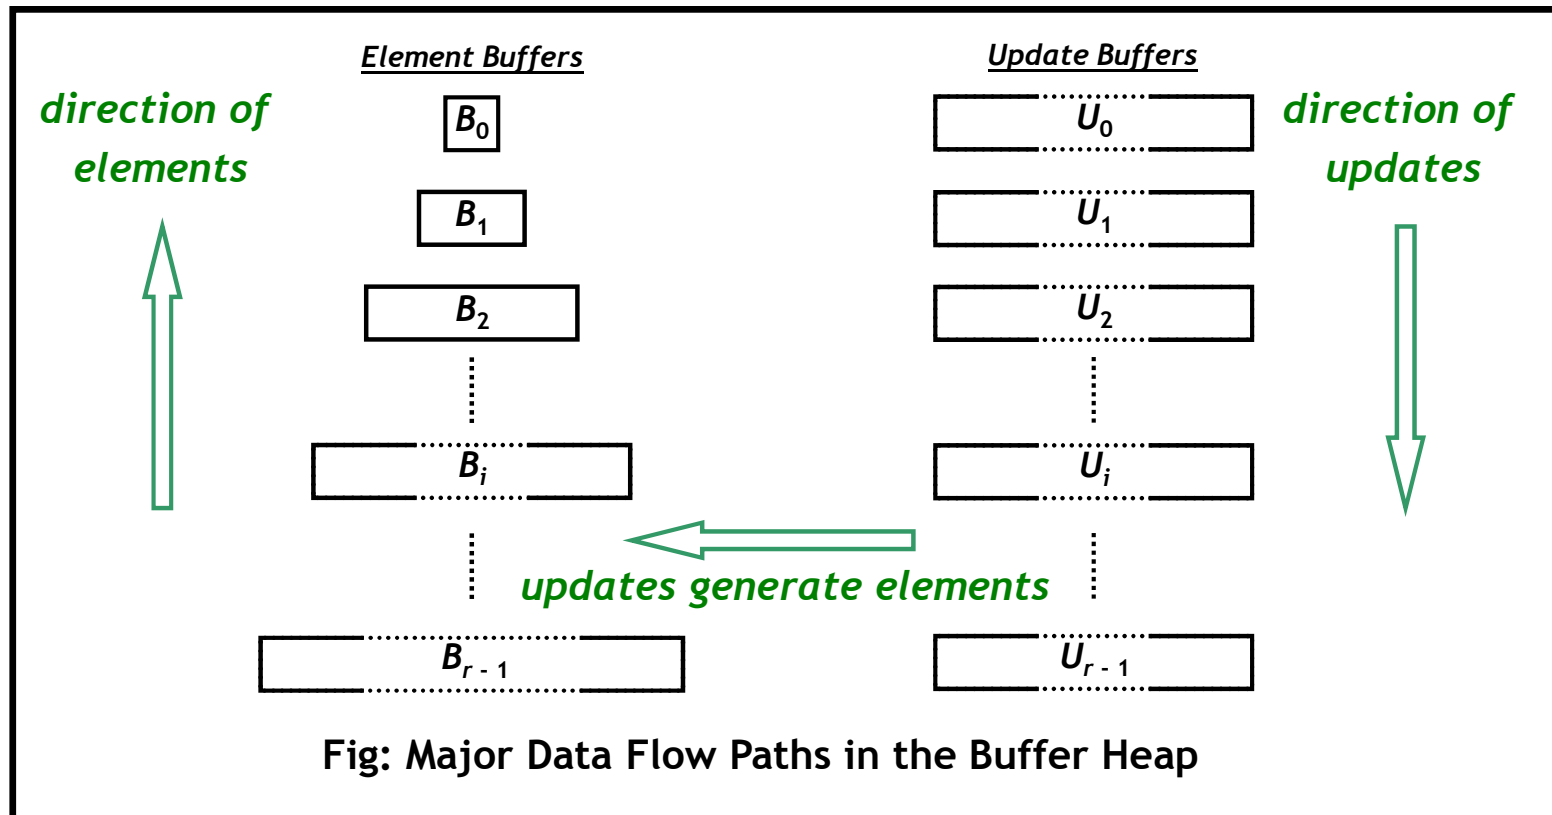 Element Buffers
Update Buffers
direction of
elements
B0
U0
direction of
updates
B1
U1
B2
U2
Bi
Ui
updates generate elements
Br - 1
Ur - 1
Fig: Major Data Flow Paths in the Buffer Heap